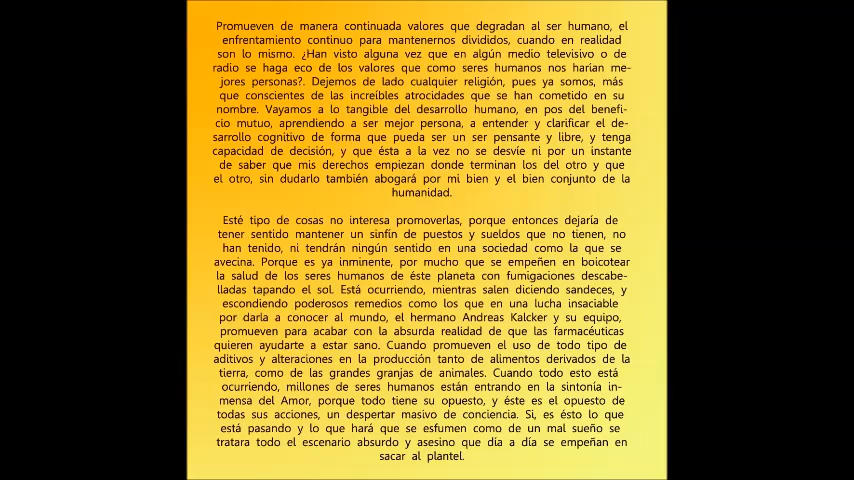 Promueven de manera continuada valores que degradan al ser humano, el
enfrentamiento continuo para mantenernos divididos, cuando en realidad
son lo mismo. ¿Han visto alguna vez que en algún medio televisivo o de
radio se haga eco de los valores que como seres humanos nos harían me-
jores personas?. Dejemos de lado cualquier religión, pues ya somos, más
que conscientes de las increíbles atrocidades que se han cometido en su
nombre. Vayamos a lo tangible del desarrollo humano, en pos del benefi-
cio mutuo, aprendiendo a ser mejor persona, a entender y clarificar el de-
sarrollo cognitivo de forma que pueda ser un ser pensante y libre, y tenga
capacidad de decisión, y que ésta a la vez no se desvíe ni por un instante
de saber que mis derechos empiezan donde terminan los del otro y que
el otro, sin dudarlo también abogará por mi bien y el bien conjunto de la
humanidad.
Esté tipo de cosas no interesa promoverlas, porque entonces dejaría de
tener sentido mantener un sinfín de puestos y sueldos que no tienen, no
han tenido, ni tendrán ningún sentido en una sociedad como la que se
avecina. Porque es ya inminente, por mucho que se empeñen en boicotear
la salud de los seres humanos de éste planeta con fumigaciones descabe-
lladas tapando el sol. Está ocurriendo, mientras salen diciendo sandeces, y
escondiendo poderosos remedios como los que en una lucha insaciable
por darla a conocer al mundo, el hermano Andreas Kalcker y su equipo,
promueven para acabar con la absurda realidad de que las farmacéuticas
quieren ayudarte a estar sano. Cuando promueven el uso de todo tipo de
aditivos y alteraciones en la producción tanto de alimentos derivados de la
tierra, como de las grandes granjas de animales. Cuando todo esto está
ocurriendo, millones de seres humanos están entrando en la sintonía in-
mensa del Amor, porque todo tiene su opuesto, y éste es el opuesto de
todas sus acciones, un despertar masivo de conciencia. Si, es ésto lo que
está pasando y lo que hará que se esfumen como de un mal sueño se
tratara todo el escenario absurdo y asesino que día a día se empeñan en
sacar al plantel.